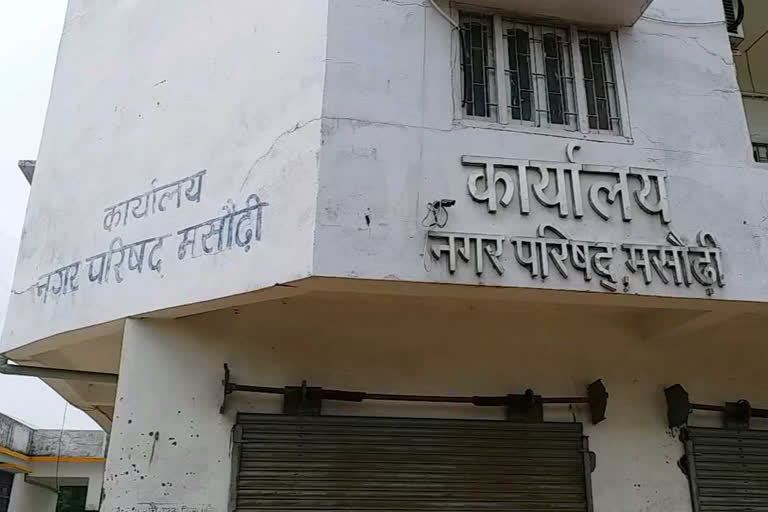 कार्यालय
नगर परिषद मसौढ़ी
कार्यालय
नगर परिषद् मसौढ़ी